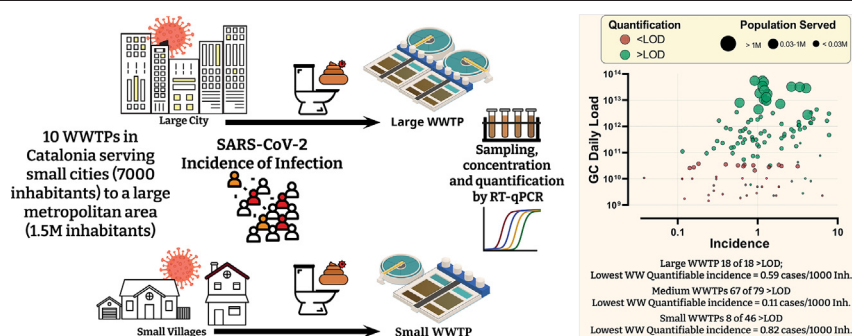 Large City
Large WWTP
10 WWTPs in
Catalonia serving
small cities (7000
inhabitants) to a large
metropolitan area
(1.5M inhabitants)
SARS-CoV-2
Incidence of Infection
Sampling,
concentration
and quantification
by RT-qPCR
Small Villages
Small WWTP
Quantification
<LOD
>LOD
Population Served
> 1M
0.03-1M
< 0.03M
GC Daily Load
10¹⁴
10¹³
10¹²
10¹¹
10¹⁰
10⁹
0.1
1
10
Incidence
Large WWTP 18 of 18 >LOD;
Lowest WW Quantifiable incidence = 0.59 cases/1000 Inh.
Medium WWTPs 67 of 79 >LOD
Lowest WW Quantifiable incidence = 0.11 cases/1000 Inh.
Small WWTPs 8 of 46 >LOD
Lowest WW Quantifiable incidence = 0.82 cases/1000 Inh.